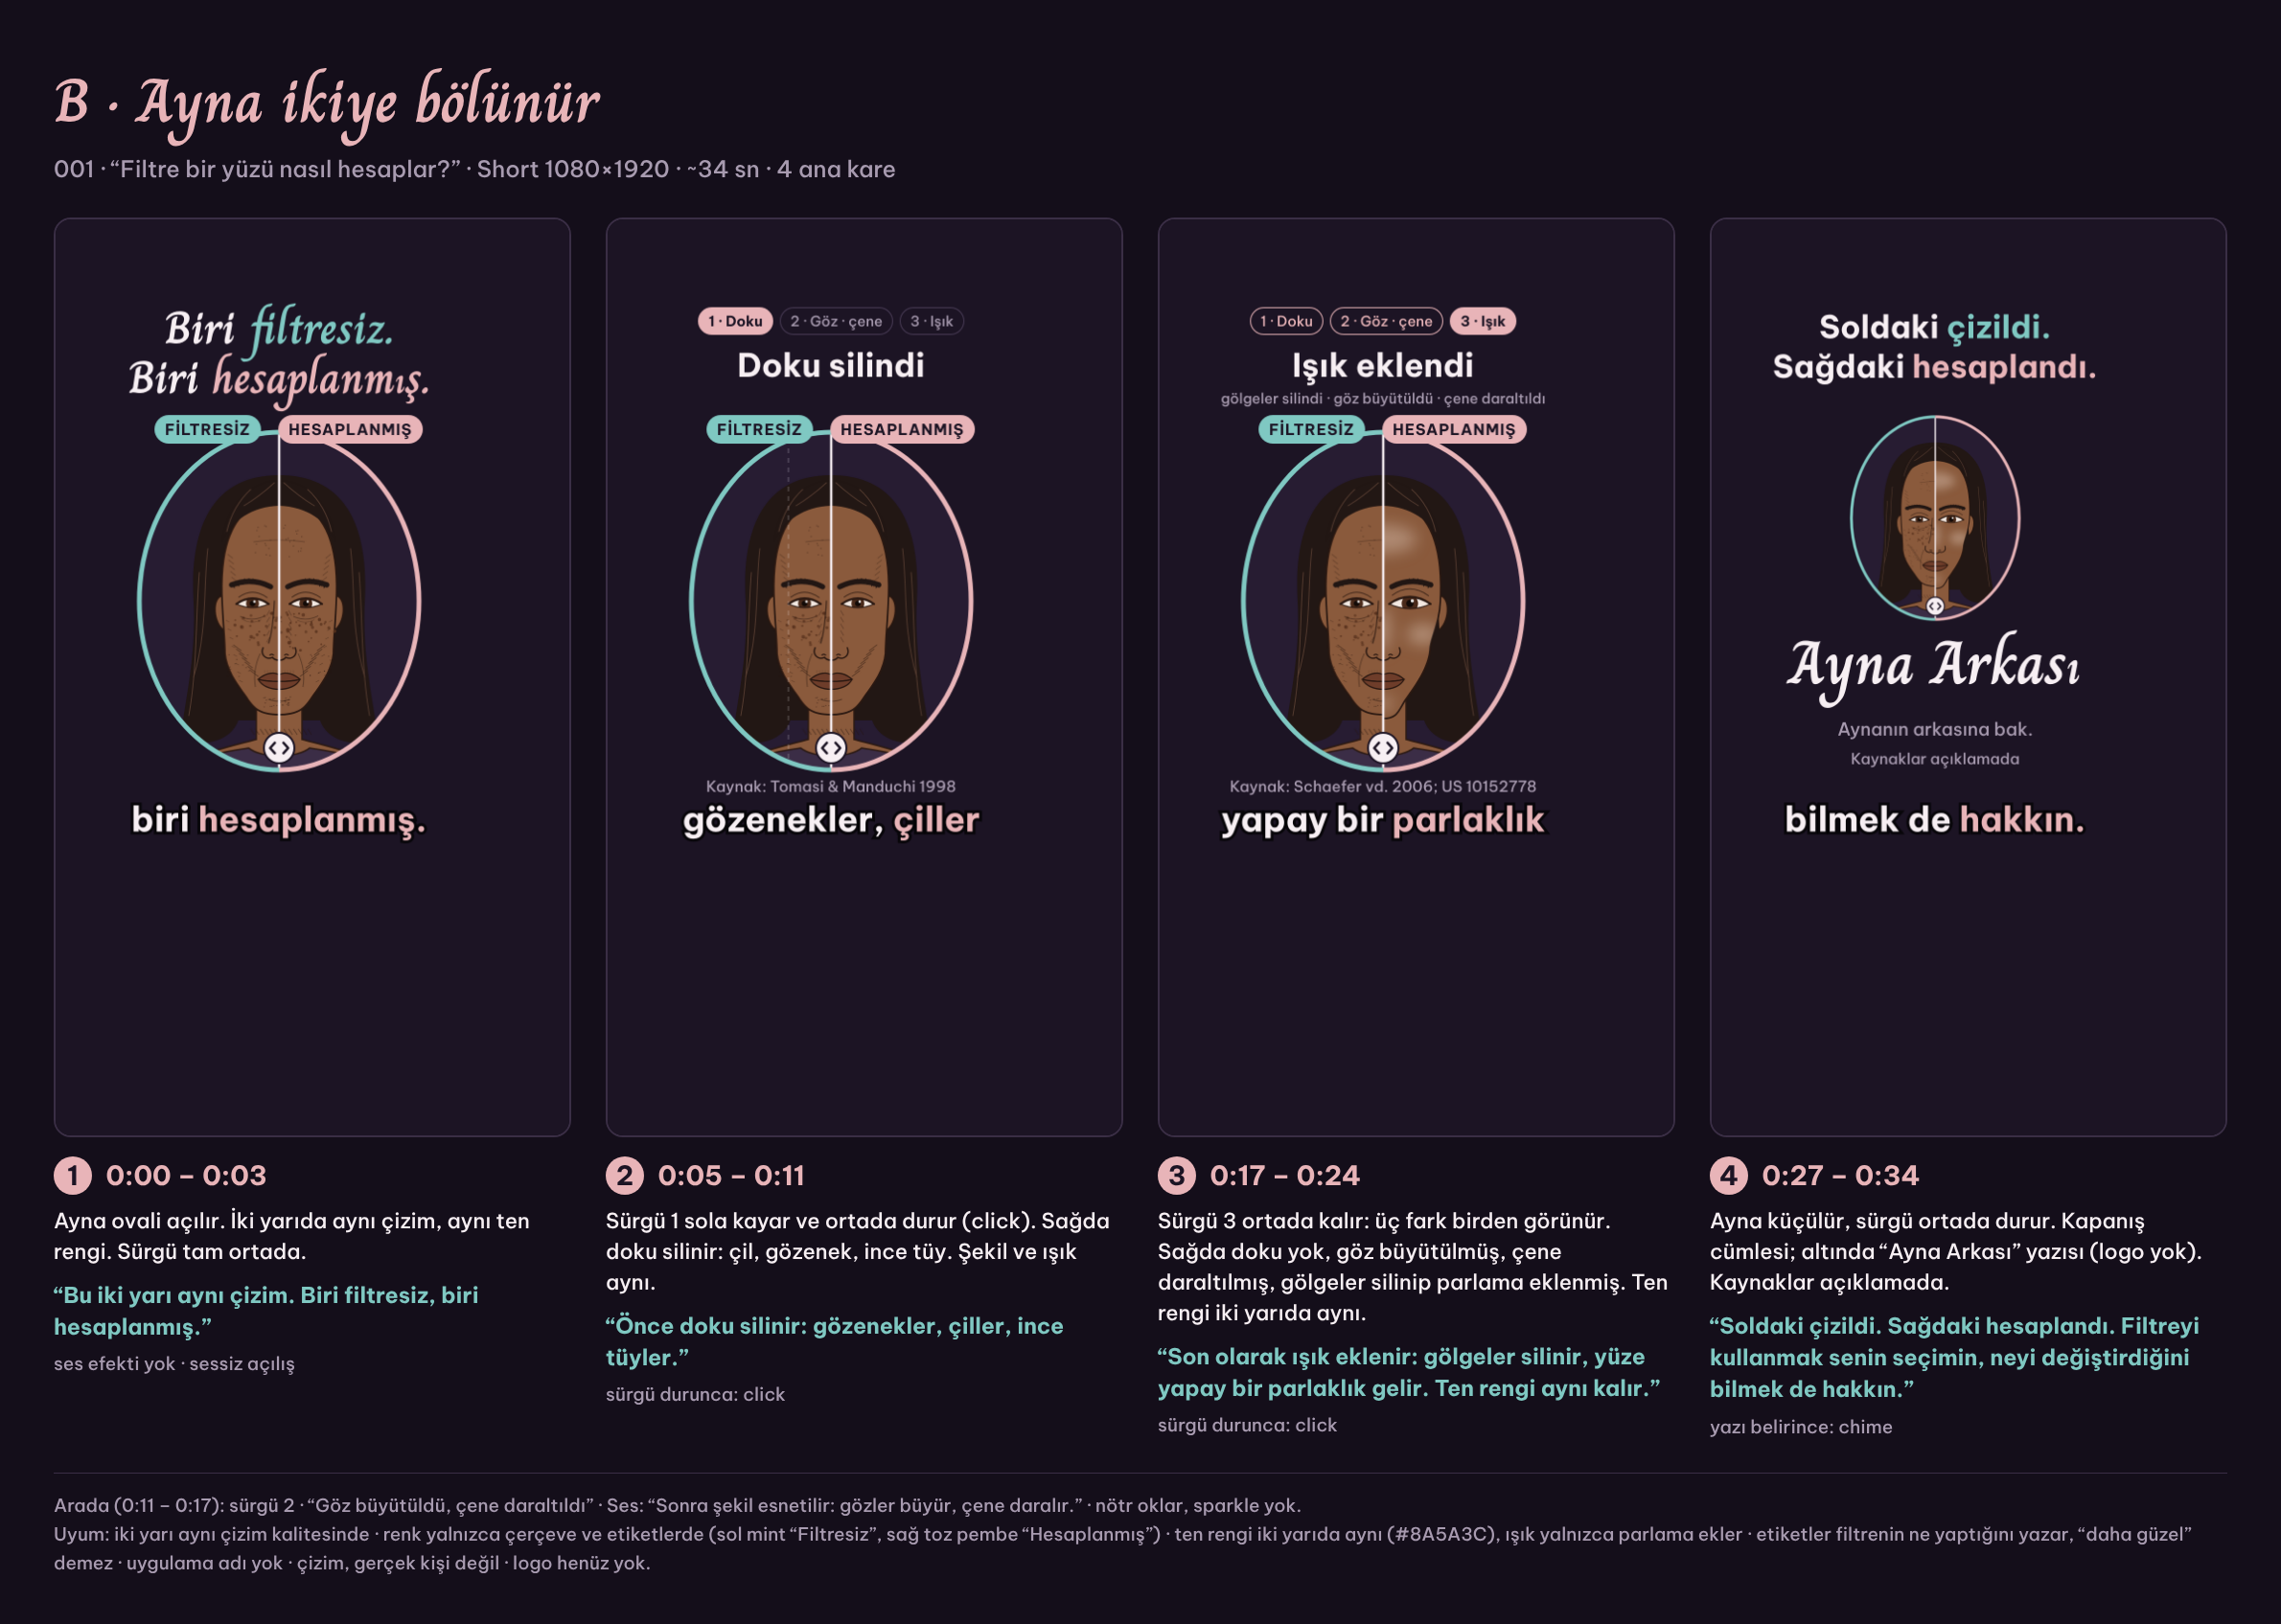 B · Ayna ikiye bölünür
001 · “Filtre bir yüzü nasıl hesaplar?” · Short 1080×1920 · ~34 sn · 4 ana kare
Biri filtresiz.
Biri hesaplanmış.
FİLTRESİZ
HESAPLANMIŞ
biri hesaplanmış.
1 · Doku
2 · Göz · çene
3 · Işık
Doku silindi
FİLTRESİZ
HESAPLANMIŞ
Kaynak: Tomasi & Manduchi 1998
gözenekler, çiller
1 · Doku
2 · Göz · çene
3 · Işık
Işık eklendi
gölgeler silindi · göz büyütüldü · çene daraltıldı
FİLTRESİZ
HESAPLANMIŞ
Kaynak: Schaefer vd. 2006; US 10152778
yapay bir parlaklık
Soldaki çizildi.
Sağdaki hesaplandı.
Ayna Arkası
Aynanın arkasına bak.
Kaynaklar açıklamada
bilmek de hakkın.
1 0:00 – 0:03
Ayna ovali açılır. İki yarıda aynı çizim, aynı ten
rengi. Sürgü tam ortada.
“Bu iki yarı aynı çizim. Biri filtresiz, biri
hesaplanmış.”
ses efekti yok · sessiz açılış
2 0:05 – 0:11
Sürgü 1 sola kayar ve ortada durur (click). Sağda
doku silinir: çil, gözenek, ince tüy. Şekil ve ışık
aynı.
“Önce doku silinir: gözenekler, çiller, ince
tüyler.”
sürgü durunca: click
3 0:17 – 0:24
Sürgü 3 ortada kalır: üç fark birden görünür.
Sağda doku yok, göz büyütülmüş, çene
daraltılmış, gölgeler silinip parlama eklenmiş. Ten
rengi iki yarıda aynı.
“Son olarak ışık eklenir: gölgeler silinir, yüze
yapay bir parlaklık gelir. Ten rengi aynı kalır.”
sürgü durunca: click
4 0:27 – 0:34
Ayna küçülür, sürgü ortada durur. Kapanış
cümlesi; altında “Ayna Arkası” yazısı (logo yok).
Kaynaklar açıklamada.
“Soldaki çizildi. Sağdaki hesaplandı. Filtreyi
kullanmak senin seçimin, neyi değiştirdiğini
bilmek de hakkın.”
yazı belirince: chime
Arada (0:11 – 0:17): sürgü 2 · “Göz büyütüldü, çene daraltıldı” · Ses: “Sonra şekil esnetilir: gözler büyür, çene daralır.” · nötr oklar, sparkle yok.
Uyum: iki yarı aynı çizim kalitesinde · renk yalnızca çerçeve ve etiketlerde (sol mint “Filtresiz”, sağ toz pembe “Hesaplanmış”) · ten rengi iki yarıda aynı (#8A5A3C), ışık yalnızca parlama ekler · etiketler filtrenin ne yaptığını yazar, “daha güzel”
demez · uygulama adı yok · çizim, gerçek kişi değil · logo henüz yok.